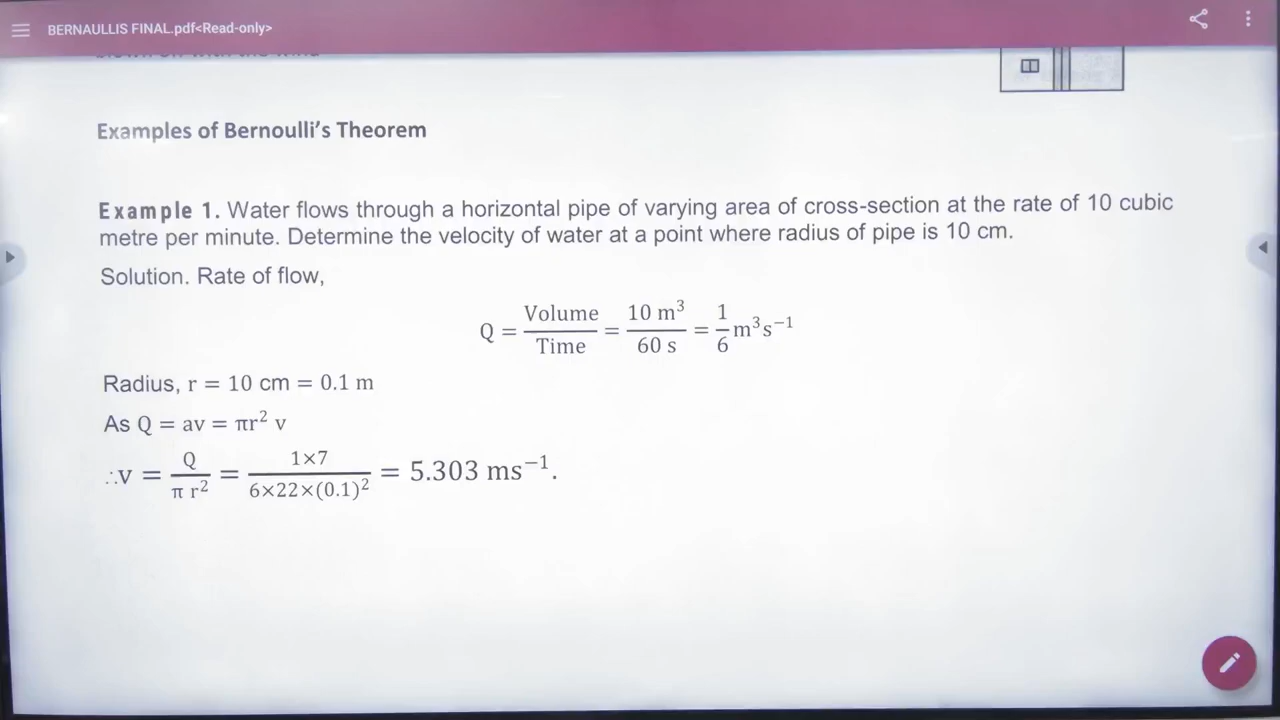 BERNAULLIS FINAL.pdf<Read-only>
Examples of Bernoulli's Theorem
Example 1. Water flows through a horizontal pipe of varying area of cross-section at the rate of 10 cubic
metre per minute. Determine the velocity of water at a point where radius of pipe is 10 cm.
Solution. Rate of flow,
Q = Volume/Time = 10 m³/60 s = 1/6 m³s⁻¹
Radius, r = 10 cm = 0.1 m
As Q = av = πr² v
∴v = Q/π r² = 1×7/6×22×(0.1)² = 5.303 ms⁻¹.